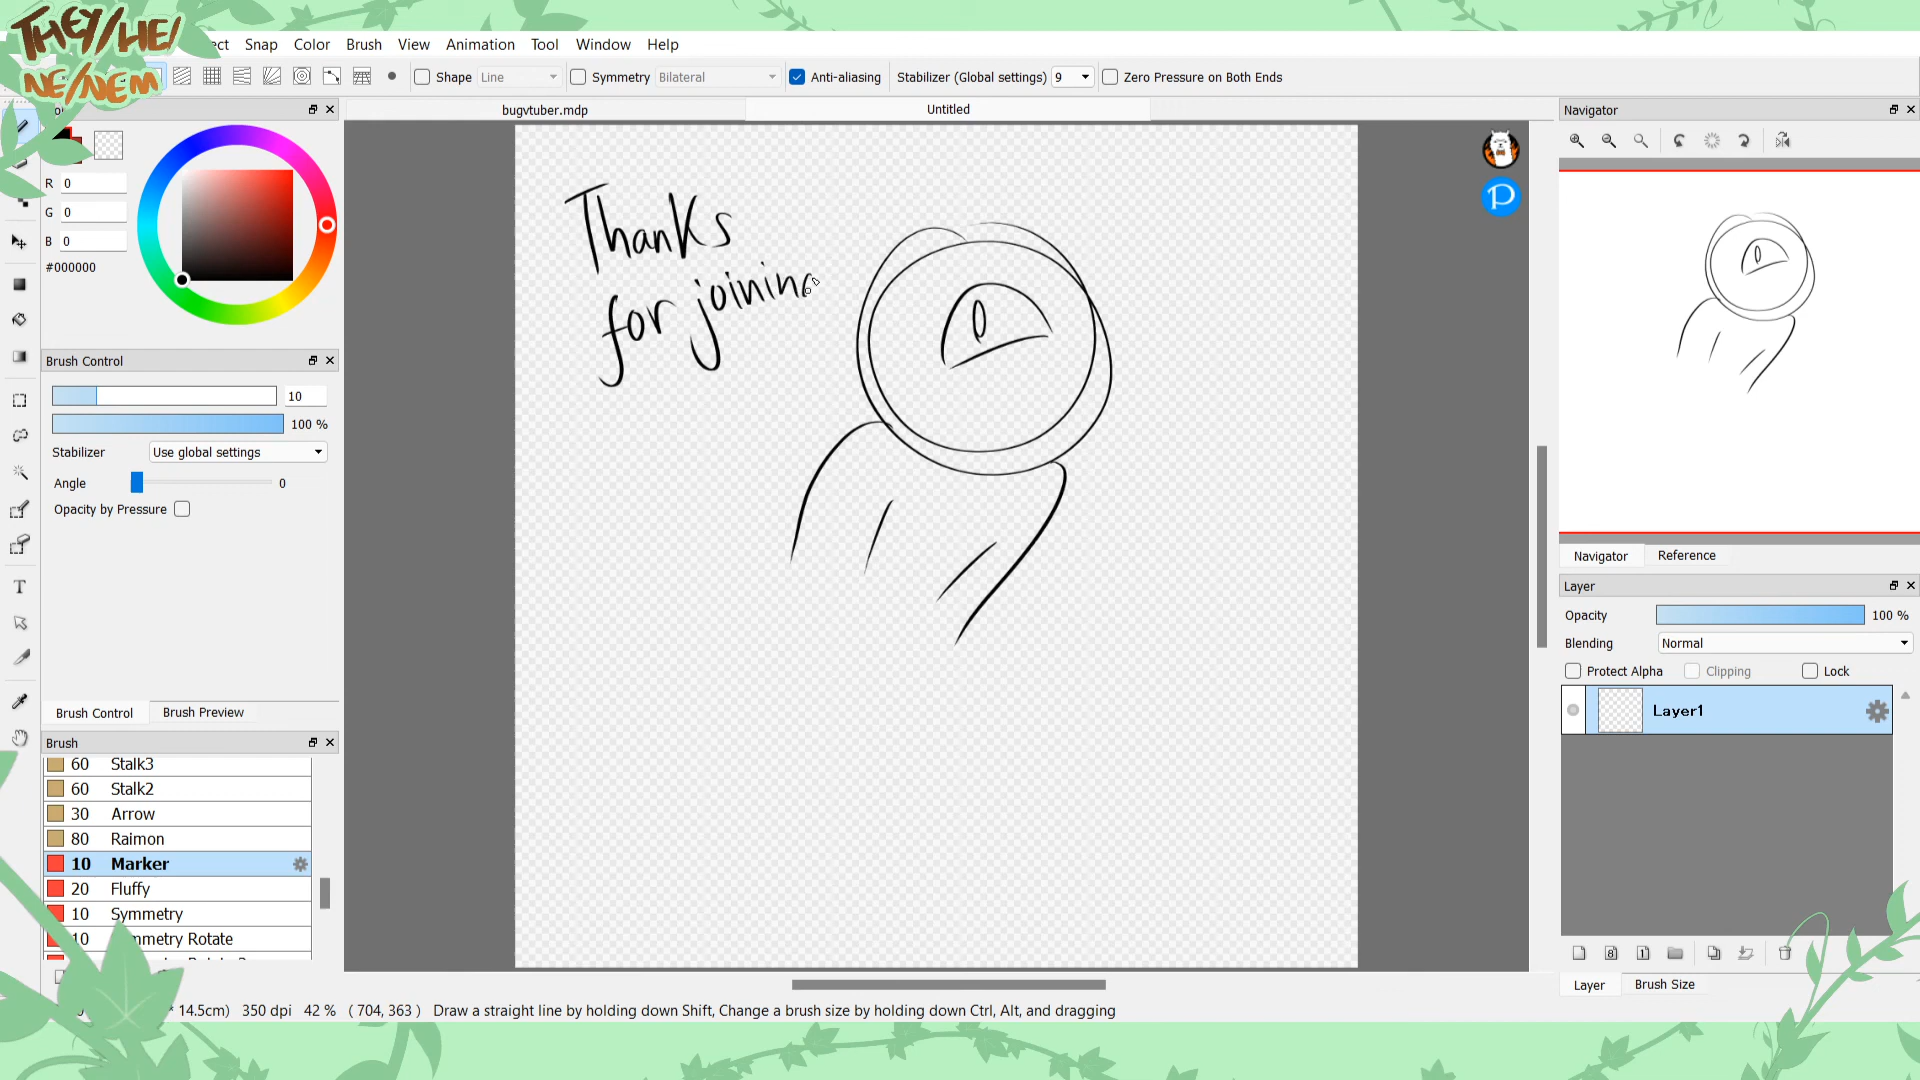 THEY/HE/
NE/NEM
Snap Color Brush View Animation Tool Window Help
Shape Line Symmetry Bilateral Anti-aliasing Stabilizer (Global settings) 9 Zero Pressure on Both Ends
bugvtuber.mdp Untitled
R 0
G 0
B 0
#000000
Brush Control
10
100 %
Stabilizer Use global settings
Angle 0
Opacity by Pressure
Brush Control Brush Preview
Brush
60 Stalk3
60 Stalk2
30 Arrow
80 Raimon
10 Marker
20 Fluffy
10 Symmetry
10 mmetry Rotate
Thanks
for joining
Navigator
Navigator Reference
Layer
Opacity 100 %
Blending Normal
Protect Alpha Clipping Lock
Layer1
8 1
Layer Brush Size
* 14.5cm) 350 dpi 42 % ( 704, 363 ) Draw a straight line by holding down Shift, Change a brush size by holding down Ctrl, Alt, and dragging